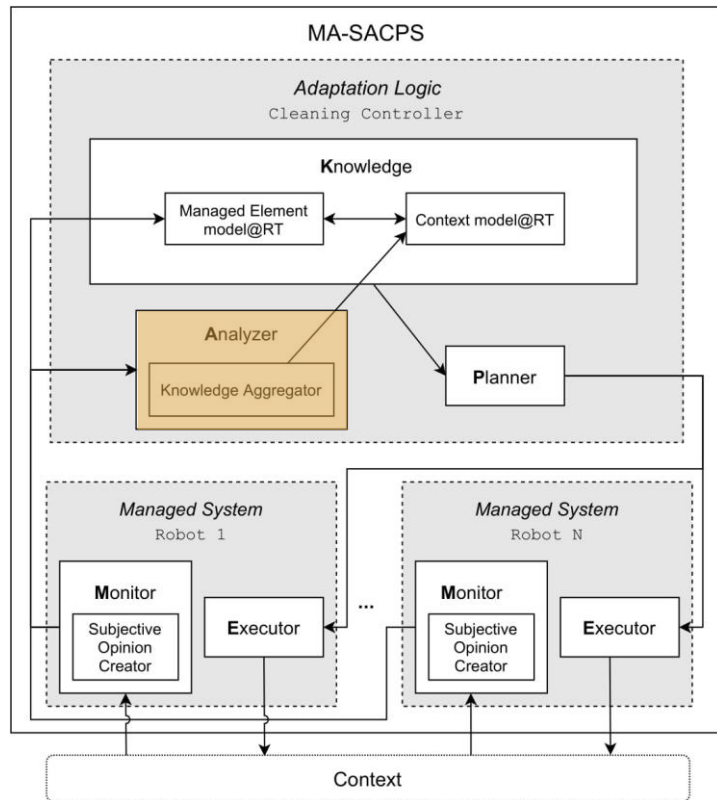 MA-SACPS
Adaptation Logic
Cleaning Controller
Knowledge
Managed Element
model@RT
Context model@RT
Analyzer
Knowledge Aggregator
Planner
Managed System
Robot 1
Monitor
Subjective
Opinion
Creator
Executor
...
Managed System
Robot N
Monitor
Subjective
Opinion
Creator
Executor
Context